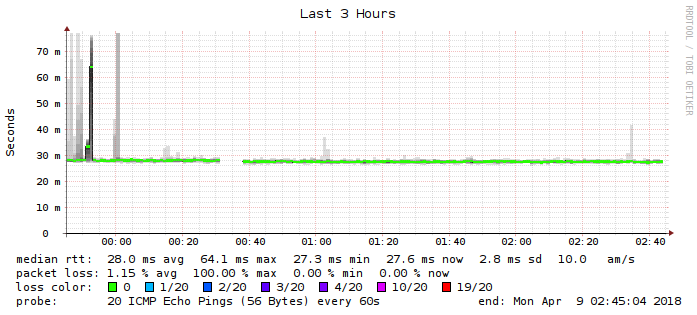 Last 3 Hours
RRDTOOL / TOBI OETIKER
Seconds
70 m
60 m
50 m
40 m
30 m
20 m
10 m
0
00:00 00:20 00:40 01:00 01:20 01:40 02:00 02:20 02:40
median rtt: 28.0 ms avg 64.1 ms max 27.3 ms min 27.6 ms now 2.8 ms sd 10.0 am/s
packet loss: 1.15 % avg 100.00 % max 0.00 % min 0.00 % now
loss color: 0 1/20 2/20 3/20 4/20 10/20 19/20
probe: 20 ICMP Echo Pings (56 Bytes) every 60s end: Mon Apr 9 02:45:04 2018